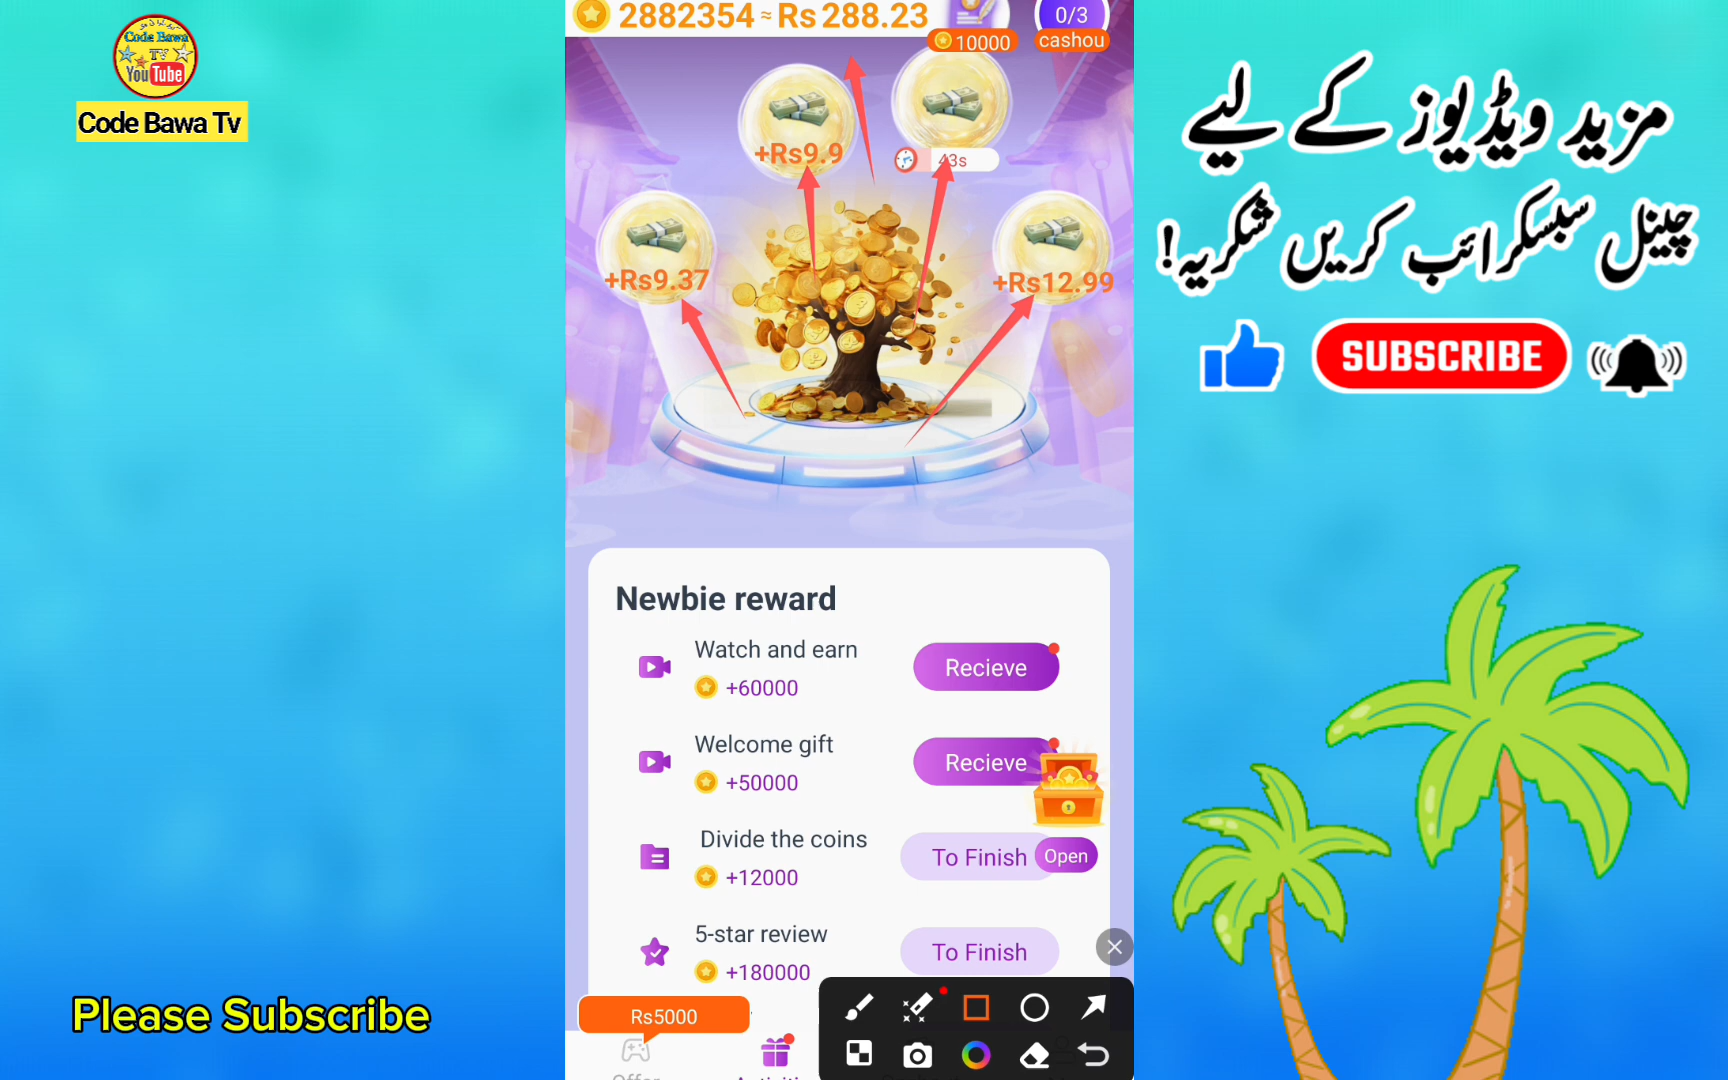 Code Bawa
TV
YouTube
Code Bawa Tv
2882354 ≈ Rs 288.23
10000
0/3
cashou
+Rs9.9
43s
+Rs9.37
+Rs12.99
Newbie reward
Watch and earn
+60000
Recieve
Welcome gift
+50000
Recieve
Divide the coins
+12000
To Finish
Open
5-star review
+180000
To Finish
Rs5000
مزید ویڈیوز کے لیے
چینل سبسکرائب کریں شکریہ!
SUBSCRIBE
Please Subscribe